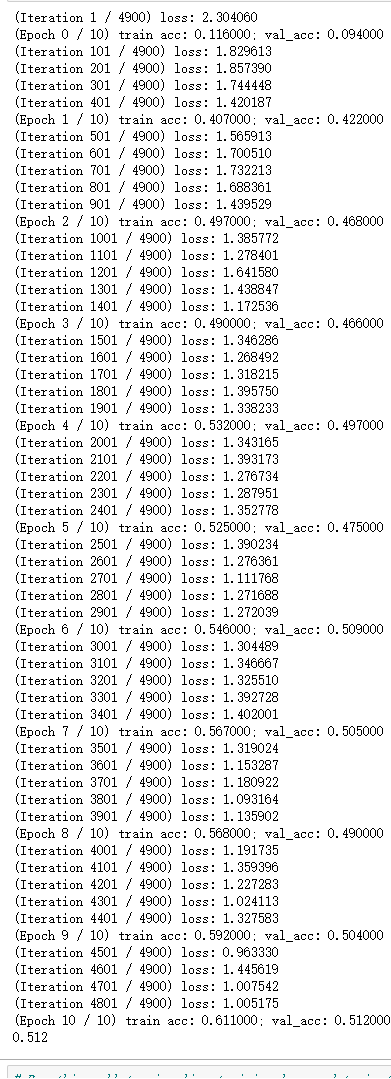 (Iteration 1 / 4900) loss: 2.304060
(Epoch 0 / 10) train acc: 0.116000; val_acc: 0.094000
(Iteration 101 / 4900) loss: 1.829613
(Iteration 201 / 4900) loss: 1.857390
(Iteration 301 / 4900) loss: 1.744448
(Iteration 401 / 4900) loss: 1.420187
(Epoch 1 / 10) train acc: 0.407000; val_acc: 0.422000
(Iteration 501 / 4900) loss: 1.565913
(Iteration 601 / 4900) loss: 1.700510
(Iteration 701 / 4900) loss: 1.732213
(Iteration 801 / 4900) loss: 1.688361
(Iteration 901 / 4900) loss: 1.439529
(Epoch 2 / 10) train acc: 0.497000; val_acc: 0.468000
(Iteration 1001 / 4900) loss: 1.385772
(Iteration 1101 / 4900) loss: 1.278401
(Iteration 1201 / 4900) loss: 1.641580
(Iteration 1301 / 4900) loss: 1.438847
(Iteration 1401 / 4900) loss: 1.172536
(Epoch 3 / 10) train acc: 0.490000; val_acc: 0.466000
(Iteration 1501 / 4900) loss: 1.346286
(Iteration 1601 / 4900) loss: 1.268492
(Iteration 1701 / 4900) loss: 1.318215
(Iteration 1801 / 4900) loss: 1.395750
(Iteration 1901 / 4900) loss: 1.338233
(Epoch 4 / 10) train acc: 0.532000; val_acc: 0.497000
(Iteration 2001 / 4900) loss: 1.343165
(Iteration 2101 / 4900) loss: 1.393173
(Iteration 2201 / 4900) loss: 1.276734
(Iteration 2301 / 4900) loss: 1.287951
(Iteration 2401 / 4900) loss: 1.352778
(Epoch 5 / 10) train acc: 0.525000; val_acc: 0.475000
(Iteration 2501 / 4900) loss: 1.390234
(Iteration 2601 / 4900) loss: 1.276361
(Iteration 2701 / 4900) loss: 1.111768
(Iteration 2801 / 4900) loss: 1.271688
(Iteration 2901 / 4900) loss: 1.272039
(Epoch 6 / 10) train acc: 0.546000; val_acc: 0.509000
(Iteration 3001 / 4900) loss: 1.304489
(Iteration 3101 / 4900) loss: 1.346667
(Iteration 3201 / 4900) loss: 1.325510
(Iteration 3301 / 4900) loss: 1.392728
(Iteration 3401 / 4900) loss: 1.402001
(Epoch 7 / 10) train acc: 0.567000; val_acc: 0.505000
(Iteration 3501 / 4900) loss: 1.319024
(Iteration 3601 / 4900) loss: 1.153287
(Iteration 3701 / 4900) loss: 1.180922
(Iteration 3801 / 4900) loss: 1.093164
(Iteration 3901 / 4900) loss: 1.135902
(Epoch 8 / 10) train acc: 0.568000; val_acc: 0.490000
(Iteration 4001 / 4900) loss: 1.191735
(Iteration 4101 / 4900) loss: 1.359396
(Iteration 4201 / 4900) loss: 1.227283
(Iteration 4301 / 4900) loss: 1.024113
(Iteration 4401 / 4900) loss: 1.327583
(Epoch 9 / 10) train acc: 0.592000; val_acc: 0.504000
(Iteration 4501 / 4900) loss: 0.963330
(Iteration 4601 / 4900) loss: 1.445619
(Iteration 4701 / 4900) loss: 1.007542
(Iteration 4801 / 4900) loss: 1.005175
(Epoch 10 / 10) train acc: 0.611000; val_acc: 0.512000
0.512